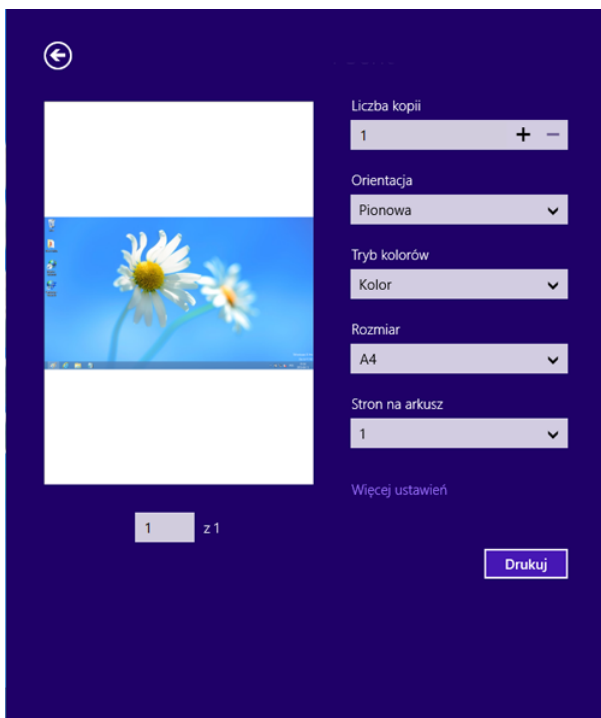 Liczba kopii
1
Orientacja
Pionowa
Tryb kolorów
Kolor
Rozmiar
A4
Stron na arkusz
1
Więcej ustawień
1 z 1
Drukuj